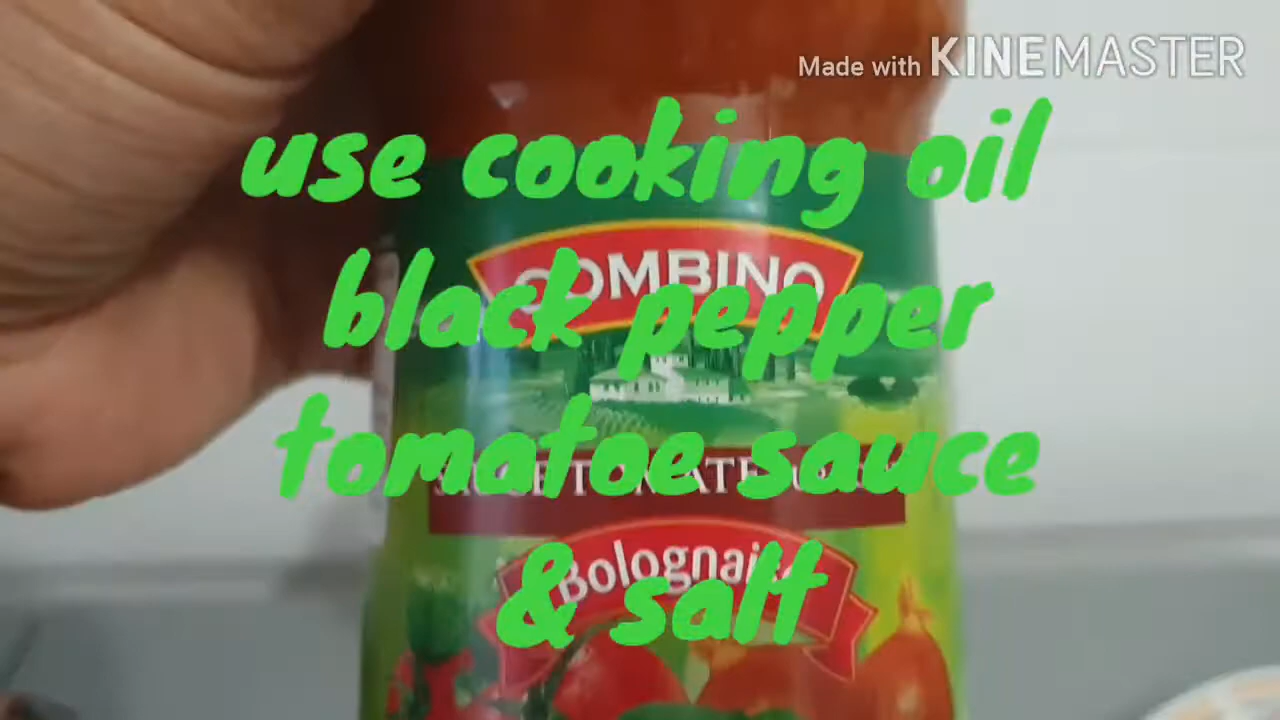 Made with KINEMASTER
use cooking oil
COMBINO
black pepper
tomatoe sauce
Bolognaise
& salt